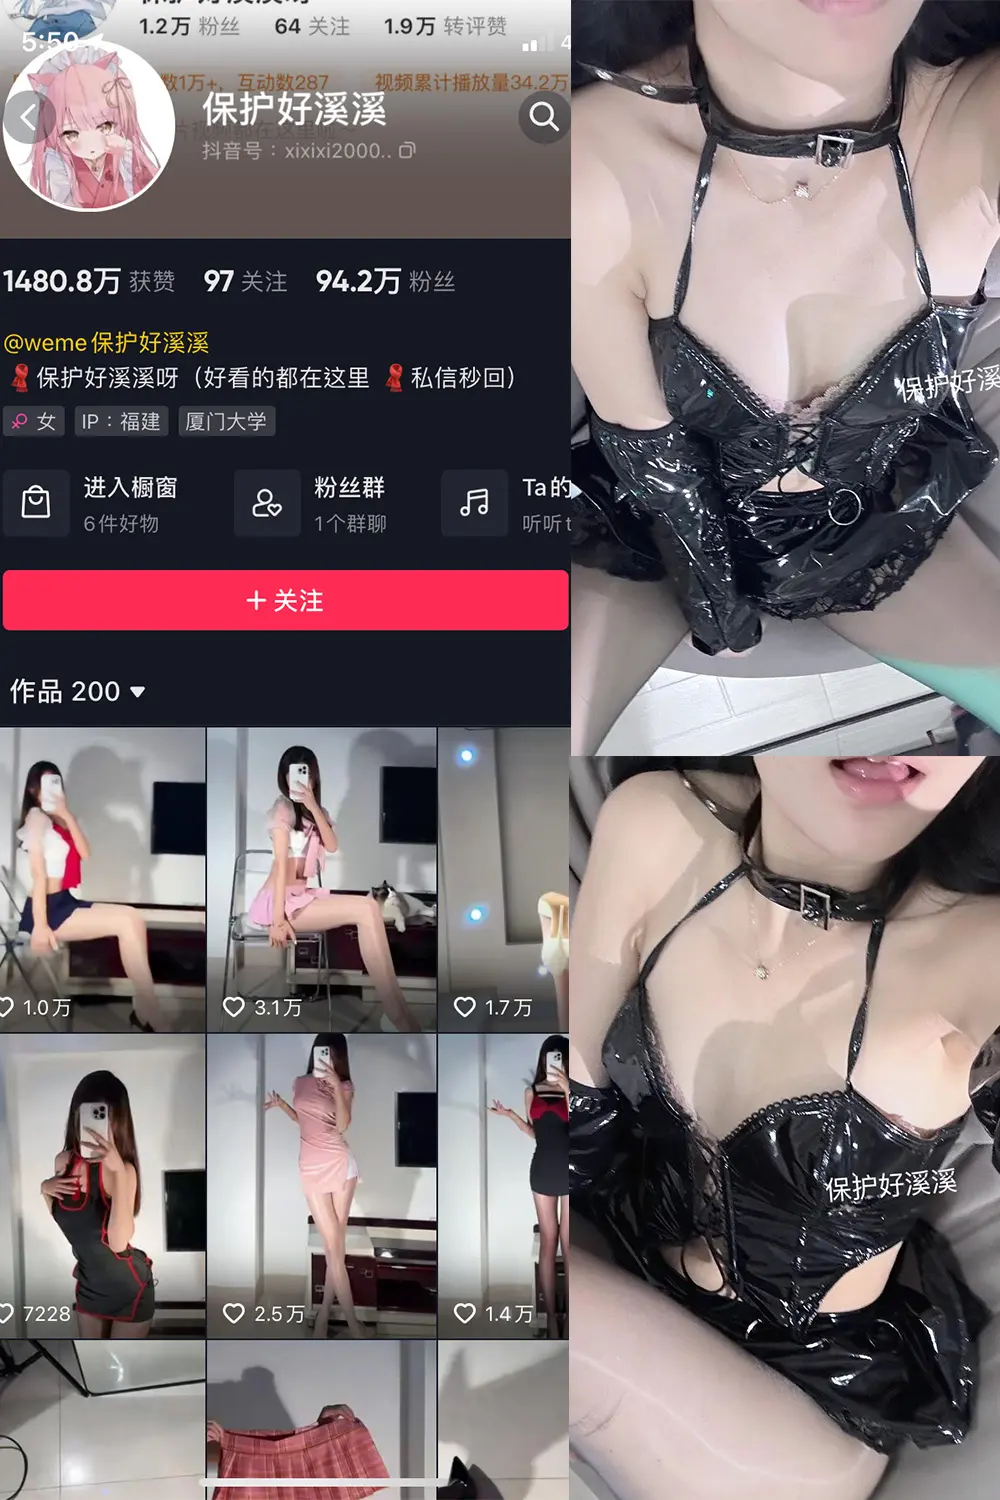 1.2万 粉丝 64 关注 1.9万 转评赞
5:50
数1万+，互动数287 视频累计播放量34.2万
保护好溪溪
抖音号：xixixi2000..
1480.8万 获赞 97 关注 94.2万 粉丝
@weme保护好溪溪
保护好溪溪呀（好看的都在这里 私信秒回）
女 IP：福建 厦门大学
进入橱窗 粉丝群 Ta的
6件好物 1个群聊 听听t
+ 关注
作品 200
1.0万 3.1万 1.7万
7228 2.5万 1.4万
保护好溪
保护好溪溪